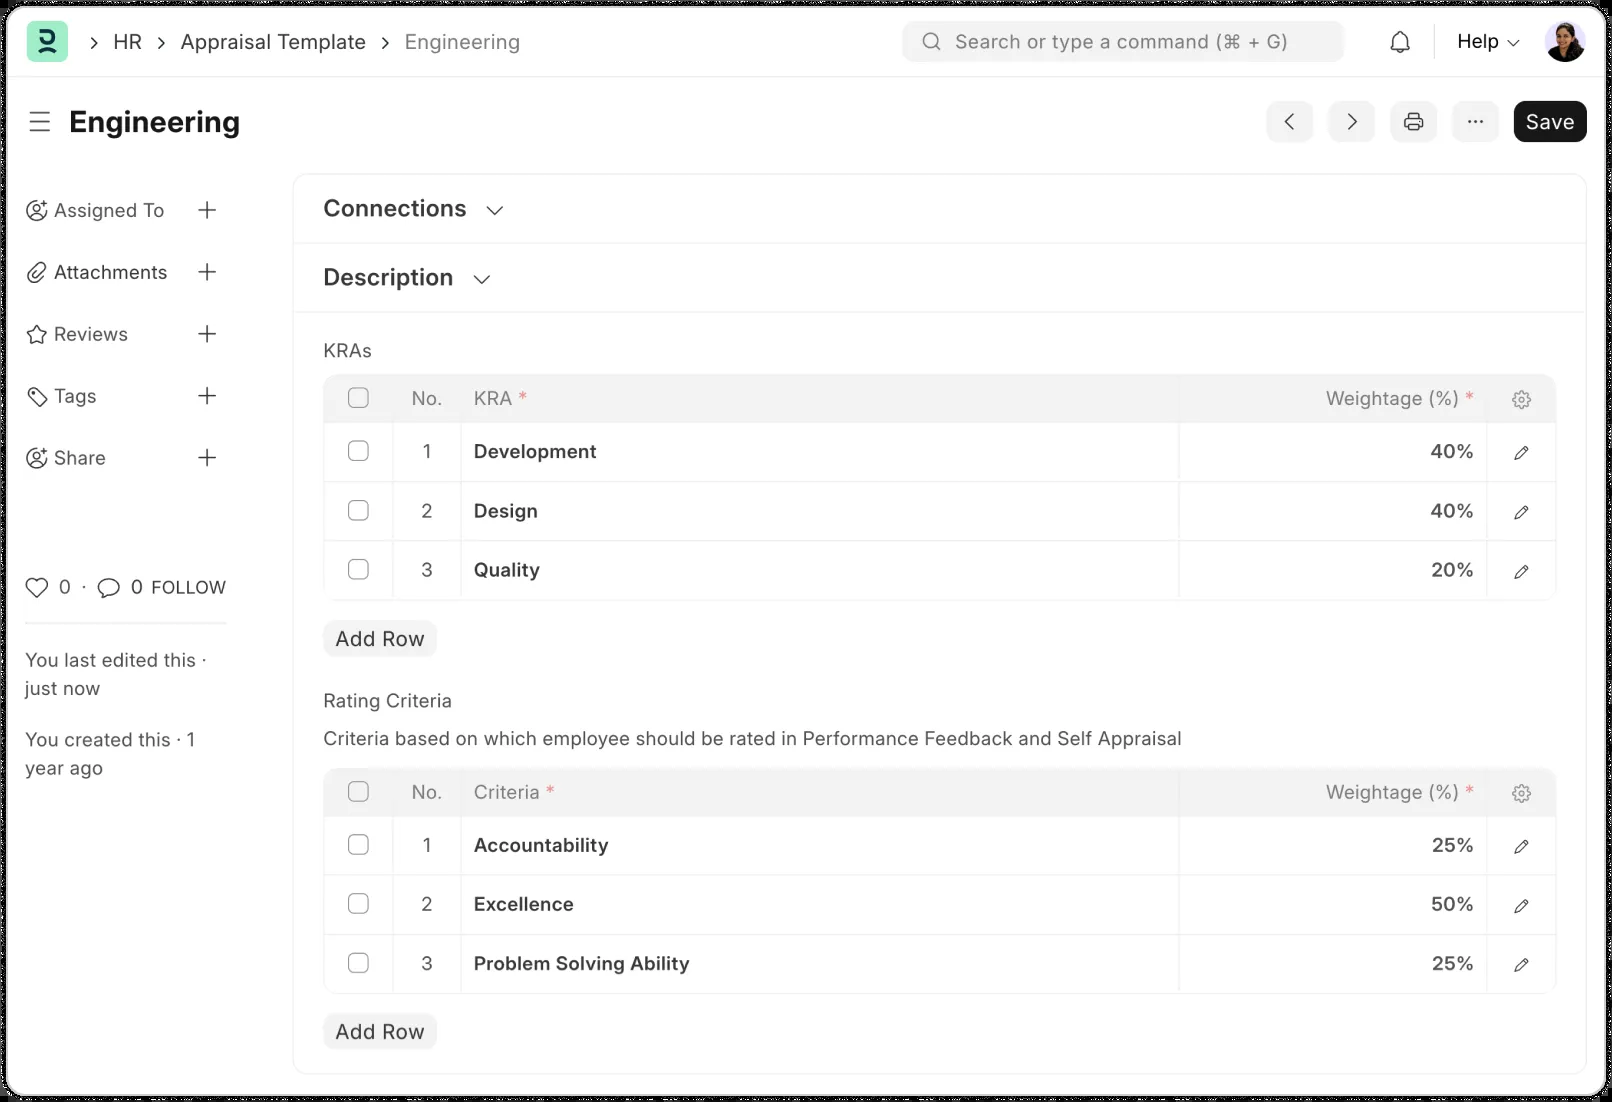 HR
Appraisal Template
Engineering
Search or type a command (⌘ + G)
Help
Engineering
Save
Assigned To
Attachments
Reviews
Tags
Share
0 · 0 FOLLOW
You last edited this ·
just now
You created this · 1
year ago
Connections
Description
KRAs
No. KRA * Weightage (%) *
1 Development 40%
2 Design 40%
3 Quality 20%
Add Row
Rating Criteria
Criteria based on which employee should be rated in Performance Feedback and Self Appraisal
No. Criteria * Weightage (%) *
1 Accountability 25%
2 Excellence 50%
3 Problem Solving Ability 25%
Add Row